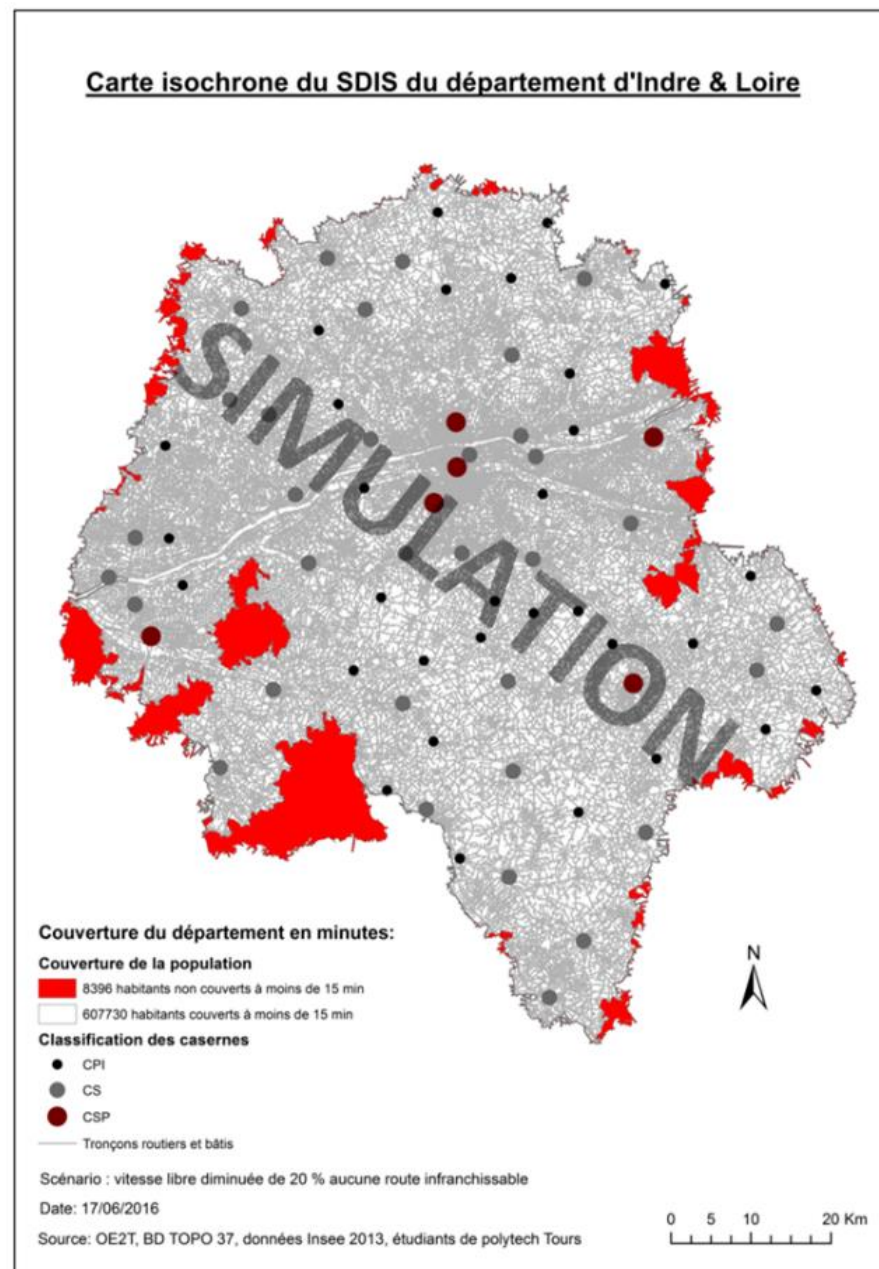 Carte isochrone du SDIS du département d'Indre & Loire
SIMULATION
Couverture du département en minutes:
Couverture de la population
8396 habitants non couverts à moins de 15 min
607730 habitants couverts à moins de 15 min
Classification des casernes
CPI
CS
CSP
Tronçons routiers et bâtis
N
Scénario : vitesse libre diminuée de 20 % aucune route infranchissable
Date: 17/06/2016
0 5 10 20 Km
Source: OE2T, BD TOPO 37, données Insee 2013, étudiants de polytech Tours